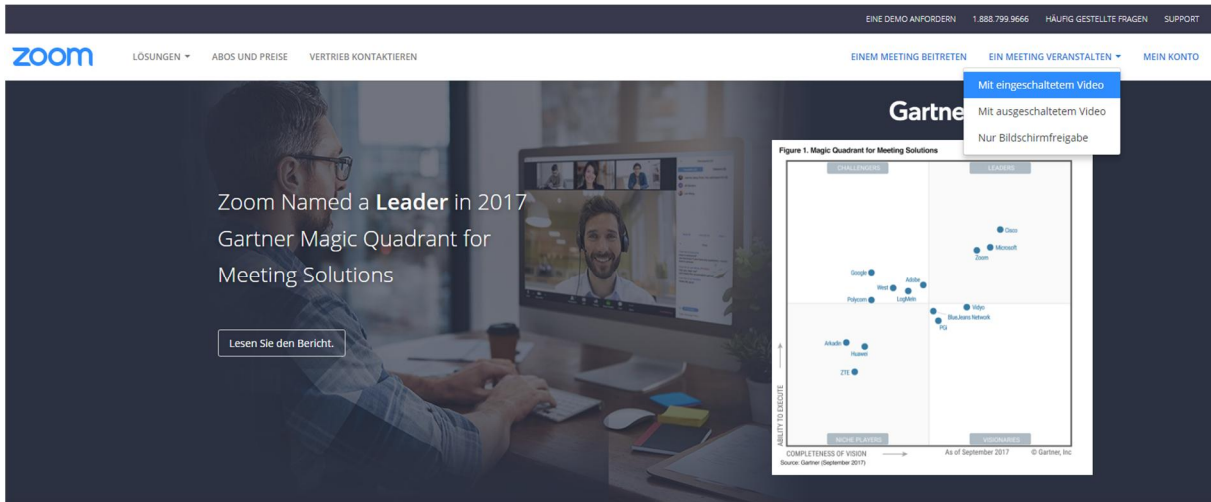 EINE DEMO ANFORDERN 1.888.799.9666 HÄUFIG GESTELLTE FRAGEN SUPPORT
zoom LÖSUNGEN ABOS UND PREISE VERTRIEB KONTAKTIEREN EINEM MEETING BEITRETEN EIN MEETING VERANSTALTEN MEIN KONTO
Mit eingeschaltetem Video
Mit ausgeschaltetem Video
Nur Bildschirmfreigabe
Zoom Named a Leader in 2017
Gartner Magic Quadrant for
Meeting Solutions
Lesen Sie den Bericht.
Gartne
Figure 1. Magic Quadrant for Meeting Solutions
CHALLENGERS LEADERS
Cisco
Microsoft
Zoom
Google
Adobe
West
LogMeIn
Polycom
Vidyo
BlueJeans Network
PGi
Arkadin
Huawei
ZTE
ABILITY TO EXECUTE
NICHE PLAYERS VISIONARIES
COMPLETENESS OF VISION As of September 2017 © Gartner, Inc
Source: Gartner (September 2017)